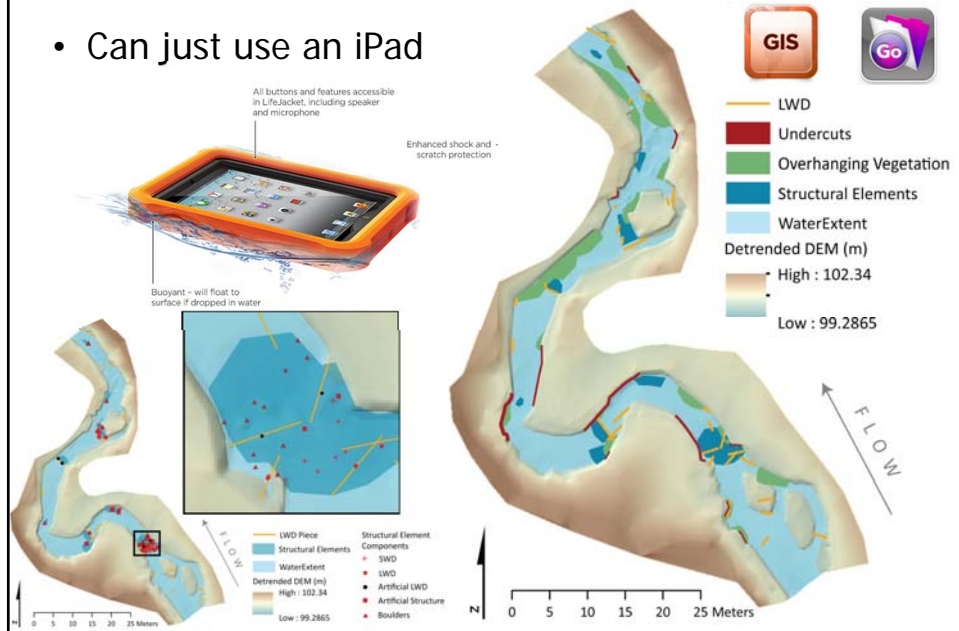 • Can just use an iPad
All buttons and features accessible
in LifeJacket, including speaker
and microphone
Enhanced shock and -
scratch protection
Buoyant – will float to
surface if dropped in water
GIS
Go
LWD
Undercuts
Overhanging Vegetation
Structural Elements
WaterExtent
Detrended DEM (m)
High : 102.34
Low : 99.2865
FLOW
N
0 5 10 15 20 25 Meters
FLOW
LWD Piece
Structural Elements
WaterExtent
Detrended DEM (m)
High : 102.34
Low : 99.2865
Structural Element
Components
SWD
LWD
Artificial LWD
Artificial Structure
Boulders
N
0 5 10 15 20 25 Meters